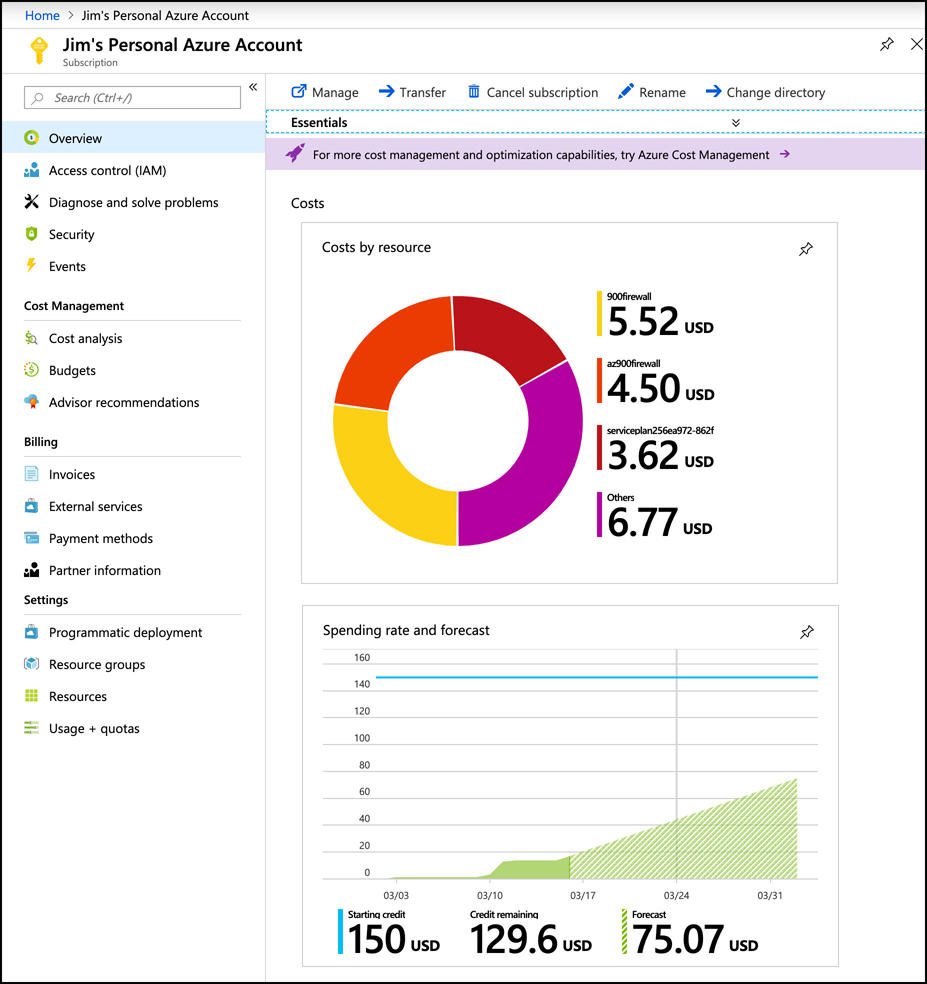 Home > Jim's Personal Azure Account
Jim's Personal Azure Account
Subscription
Search (Ctrl+/)
«
Overview
Access control (IAM)
Diagnose and solve problems
Security
Events
Cost Management
Cost analysis
Budgets
Advisor recommendations
Billing
Invoices
External services
Payment methods
Partner information
Settings
Programmatic deployment
Resource groups
Resources
Usage + quotas
Manage Transfer Cancel subscription Rename Change directory
Essentials
For more cost management and optimization capabilities, try Azure Cost Management →
Costs
Costs by resource
900firewall
5.52 USD
az900firewall
4.50 USD
serviceplan256ea972-862f
3.62 USD
Others
6.77 USD
Spending rate and forecast
160
140
120
100
80
60
40
20
0
03/03 03/10 03/17 03/24 03/31
Starting credit
150 USD
Credit remaining
129.6 USD
Forecast
75.07 USD